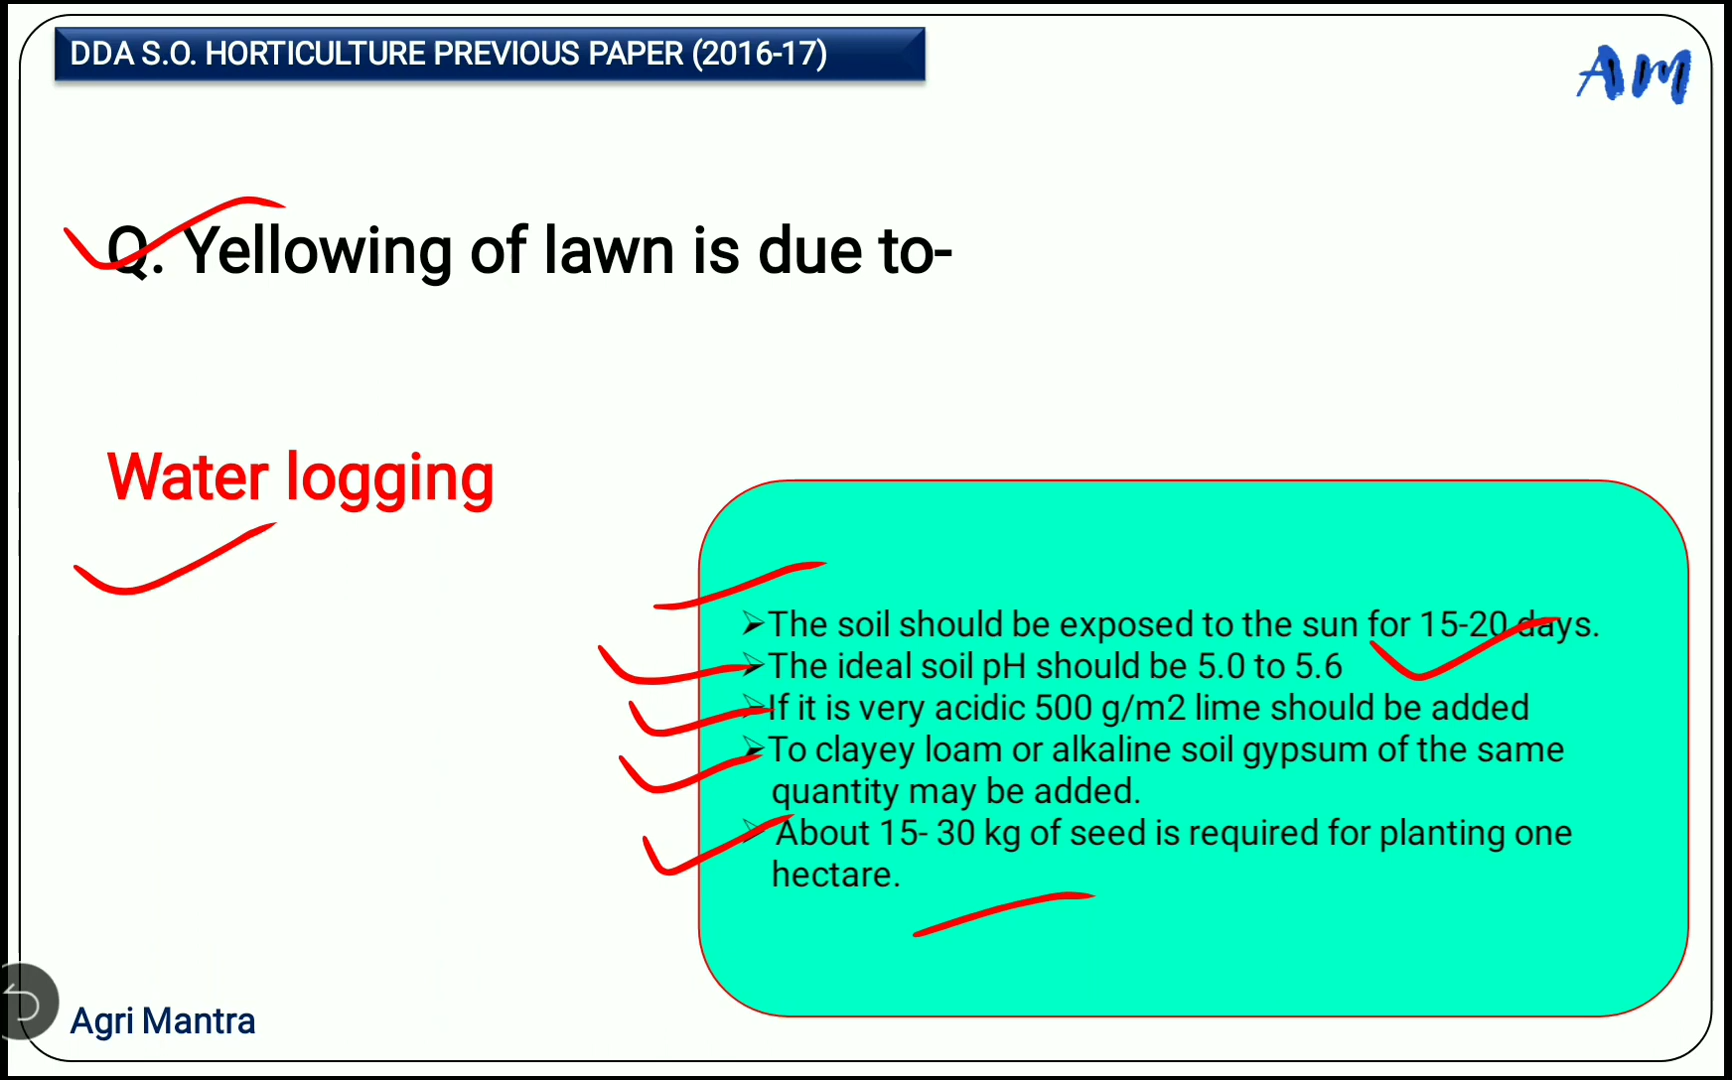 DDA S.O. HORTICULTURE PREVIOUS PAPER (2016-17)
AM
Q. Yellowing of lawn is due to-
Water logging
➢The soil should be exposed to the sun for 15-20 days.
➢The ideal soil pH should be 5.0 to 5.6
➢If it is very acidic 500 g/m2 lime should be added
➢To clayey loam or alkaline soil gypsum of the same
quantity may be added.
➢ About 15- 30 kg of seed is required for planting one
hectare.
Agri Mantra